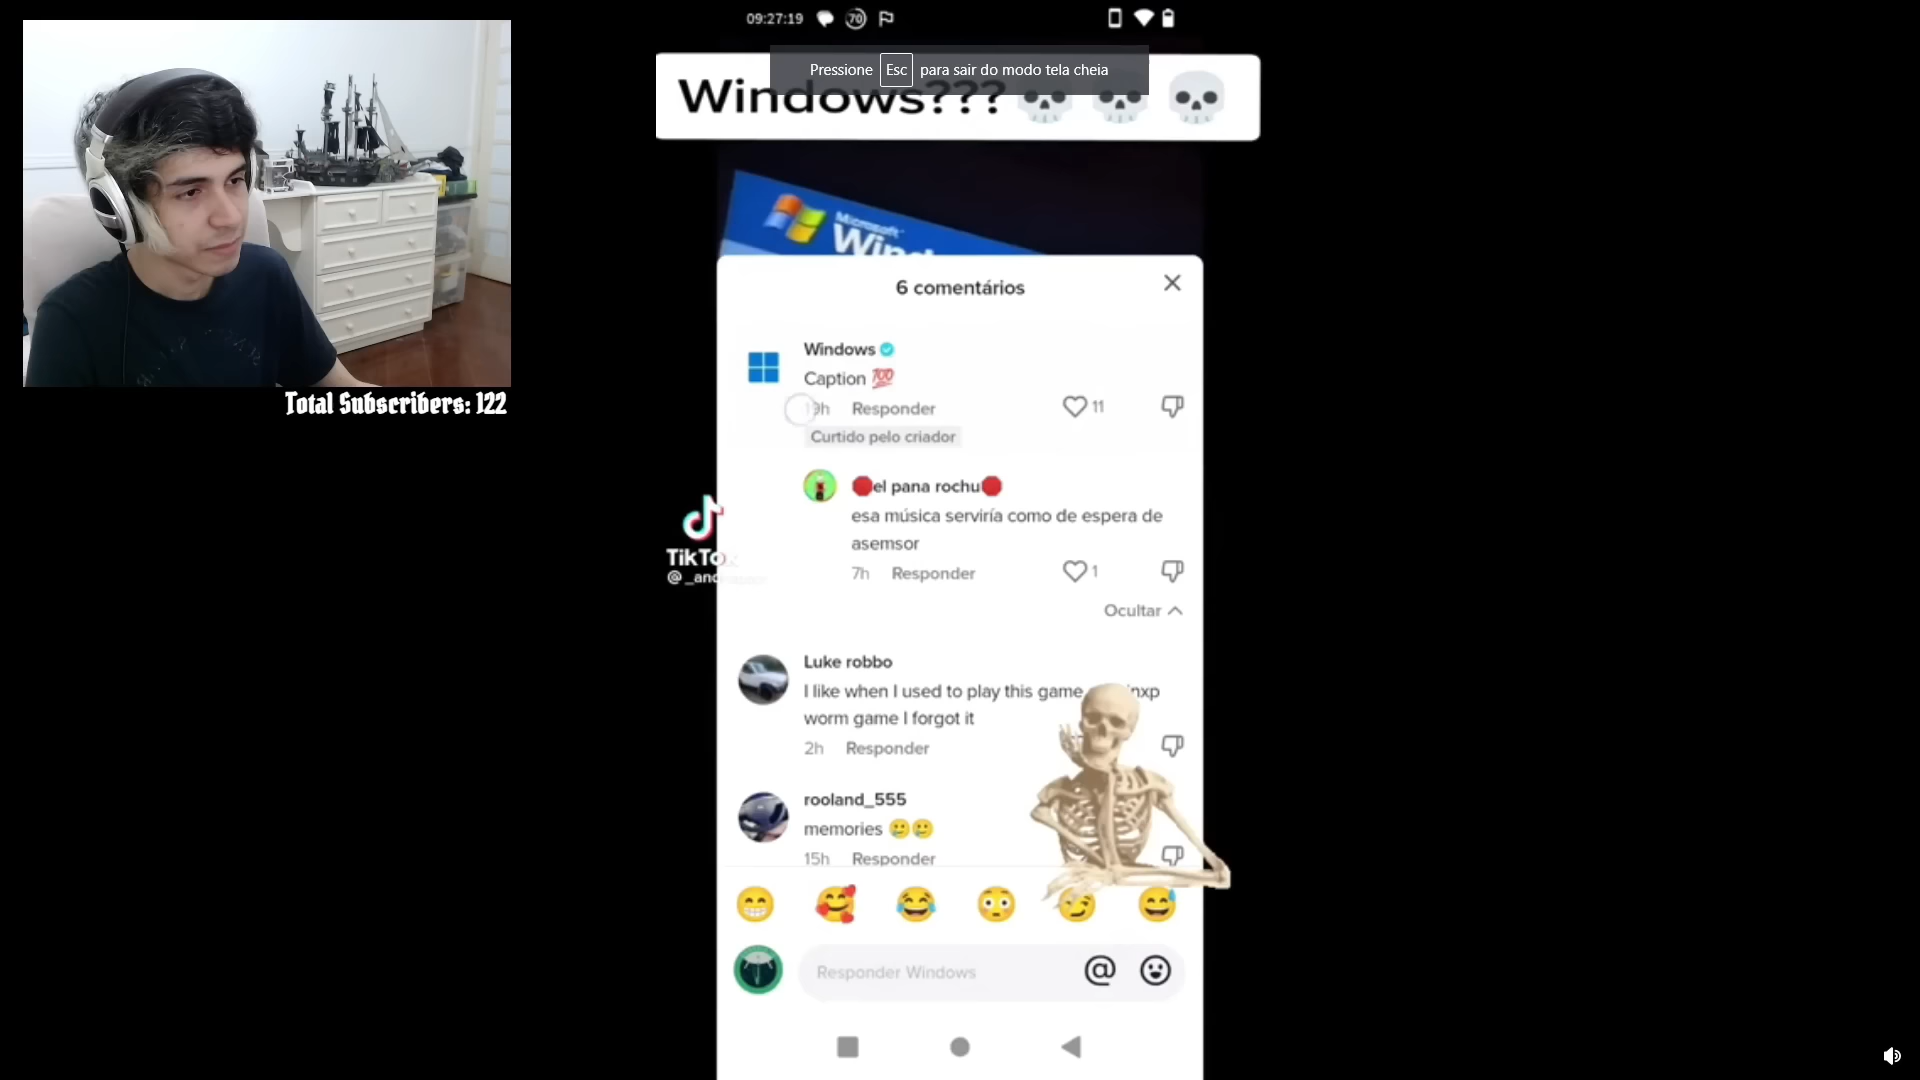 09:27:19
70
Pressione Esc para sair do modo tela cheia
Windows???💀 💀 💀
Microsoft
6 comentários
Windows
Caption 💯
19h Responder 11
Curtido pelo criador
🛑el pana rochu🛑
esa música serviría como de espera de
asemsor
7h Responder 1
Ocultar
TikTok
Luke robbo
I like when I used to play this game
worm game I forgot it
2h Responder
rooland_555
memories 🥲🥲
15h Responder
Responder Windows
@
Total Subscribers: 122